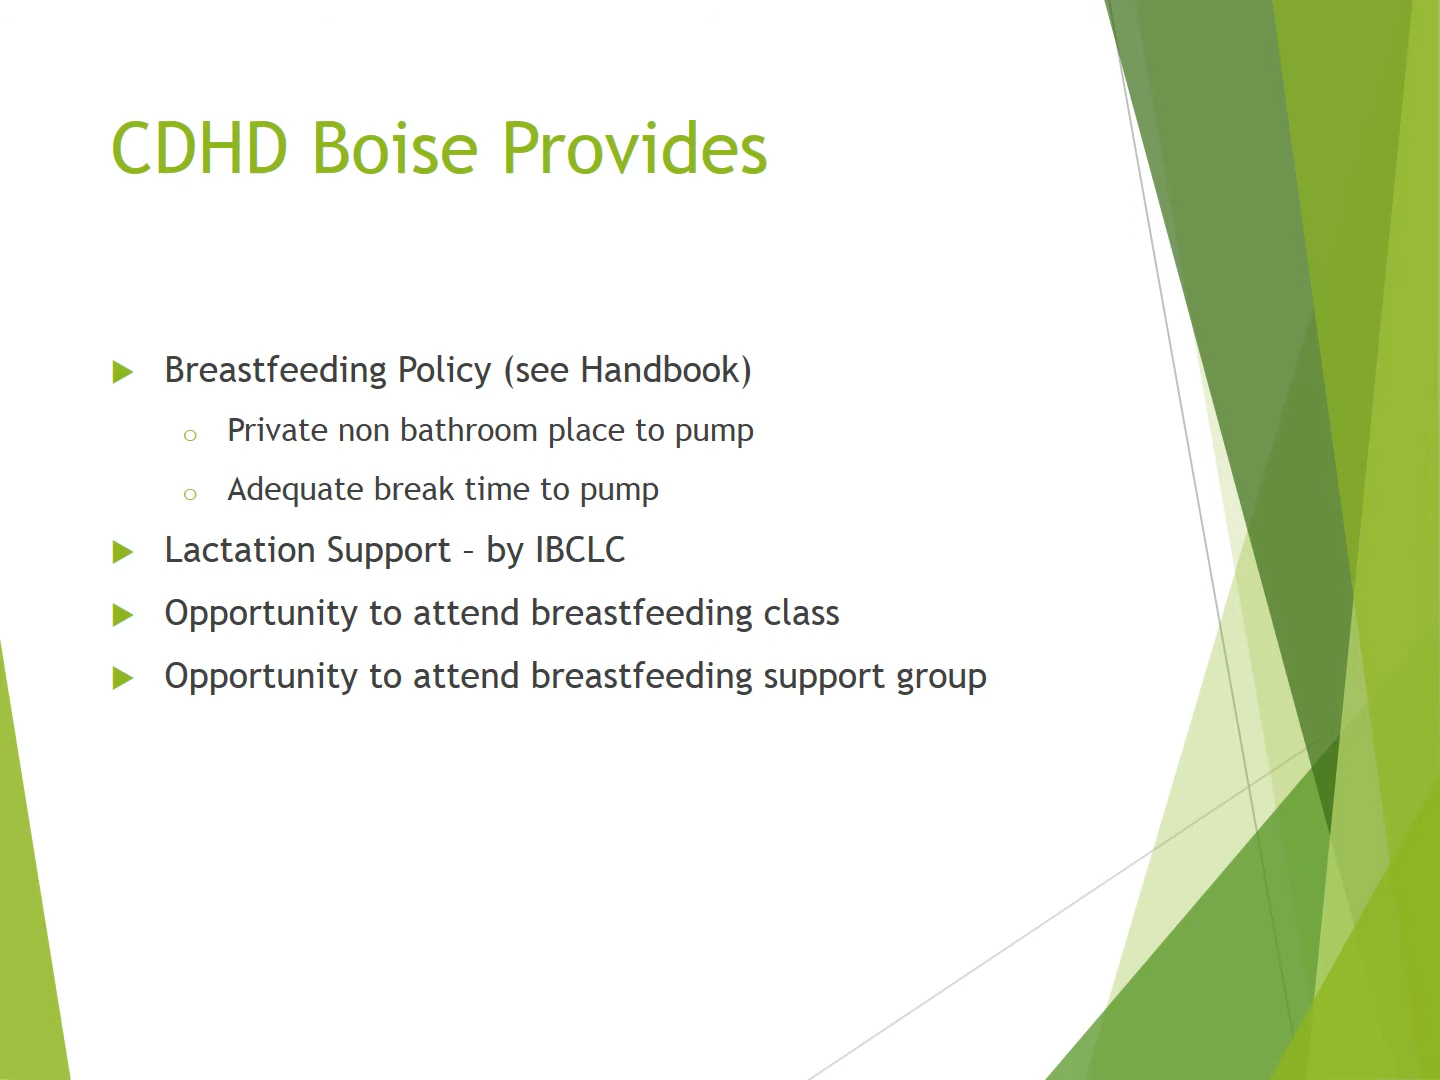 CDHD Boise Provides
Breastfeeding Policy (see Handbook)
Private non bathroom place to pump
Adequate break time to pump
Lactation Support – by IBCLC
Opportunity to attend breastfeeding class
Opportunity to attend breastfeeding support group